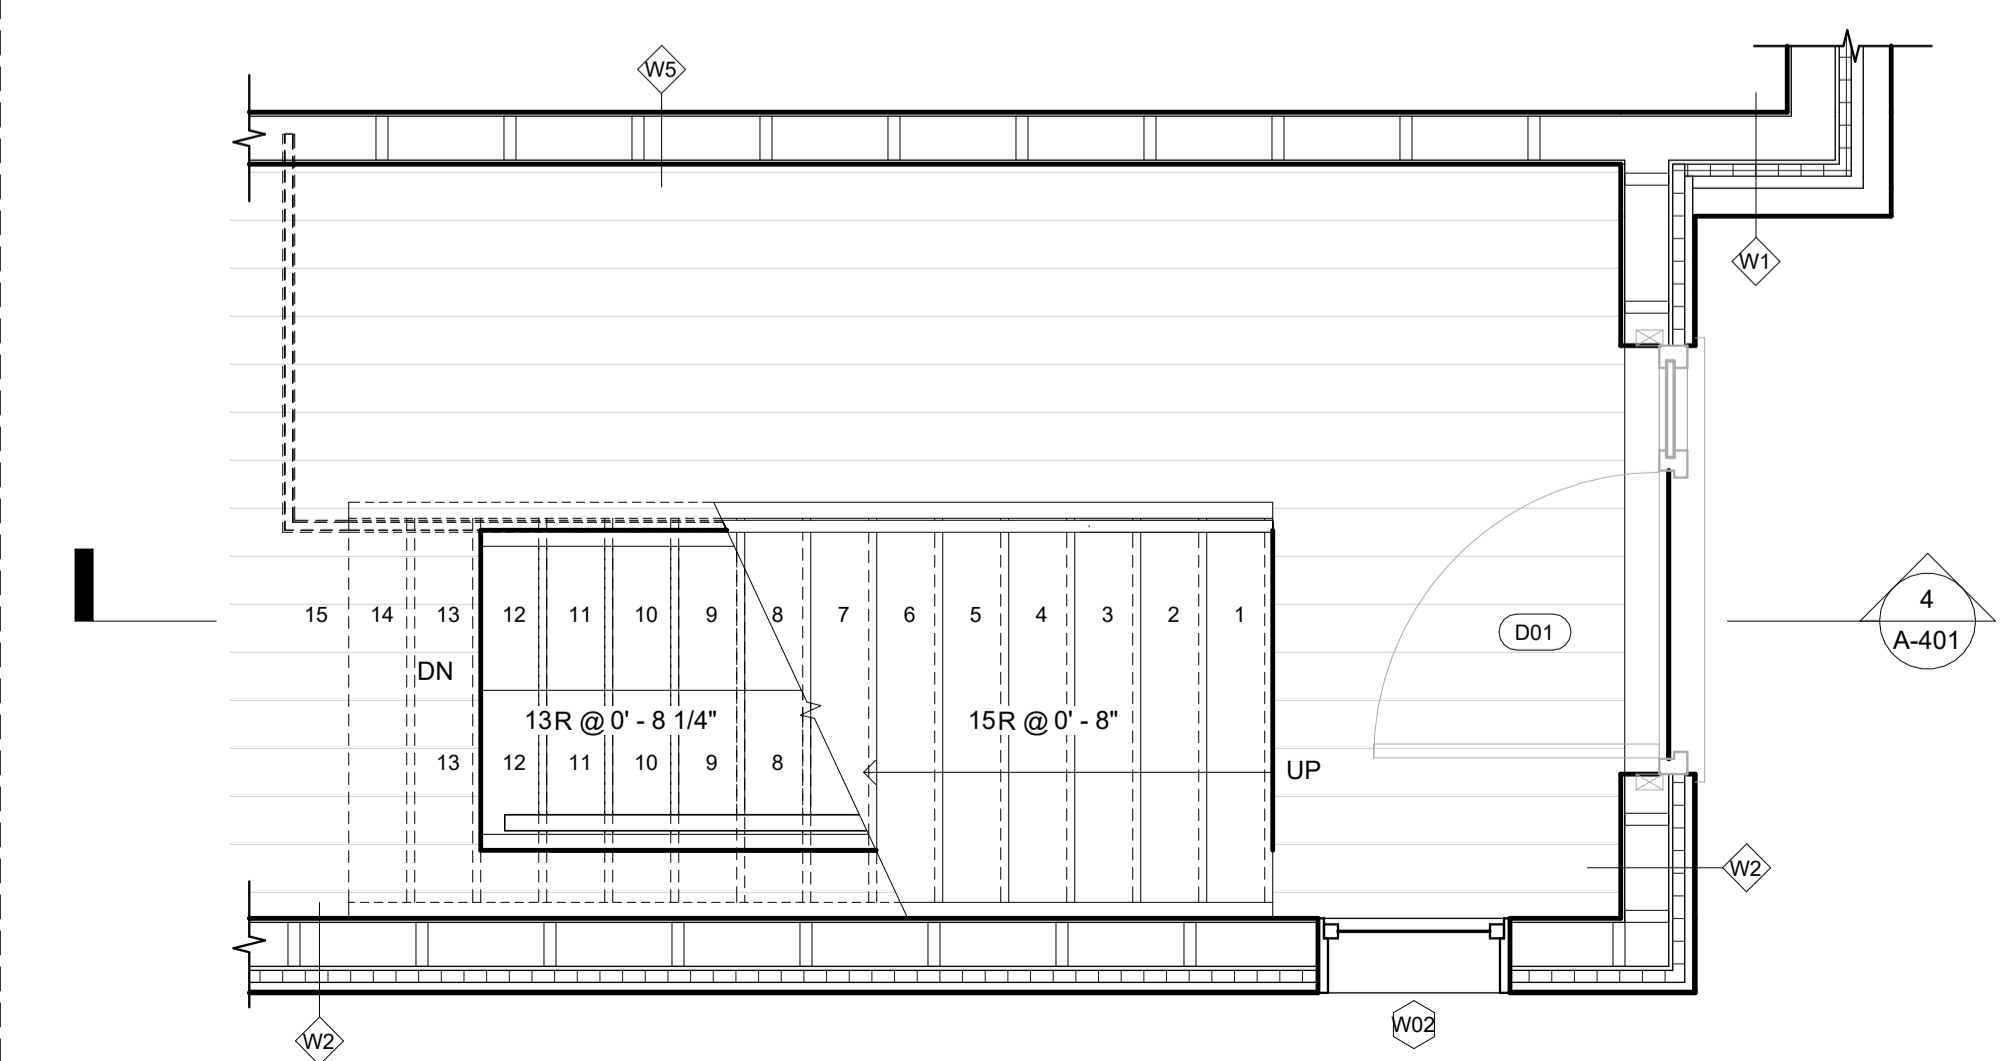 W5
W1
4
A-401
15 14 13 12 11 10 9 8 7 6 5 4 3 2 1
D01
DN
13R @ 0' - 8 1/4"
15R @ 0' - 8"
13 12 11 10 9 8
UP
W2
W02
W2